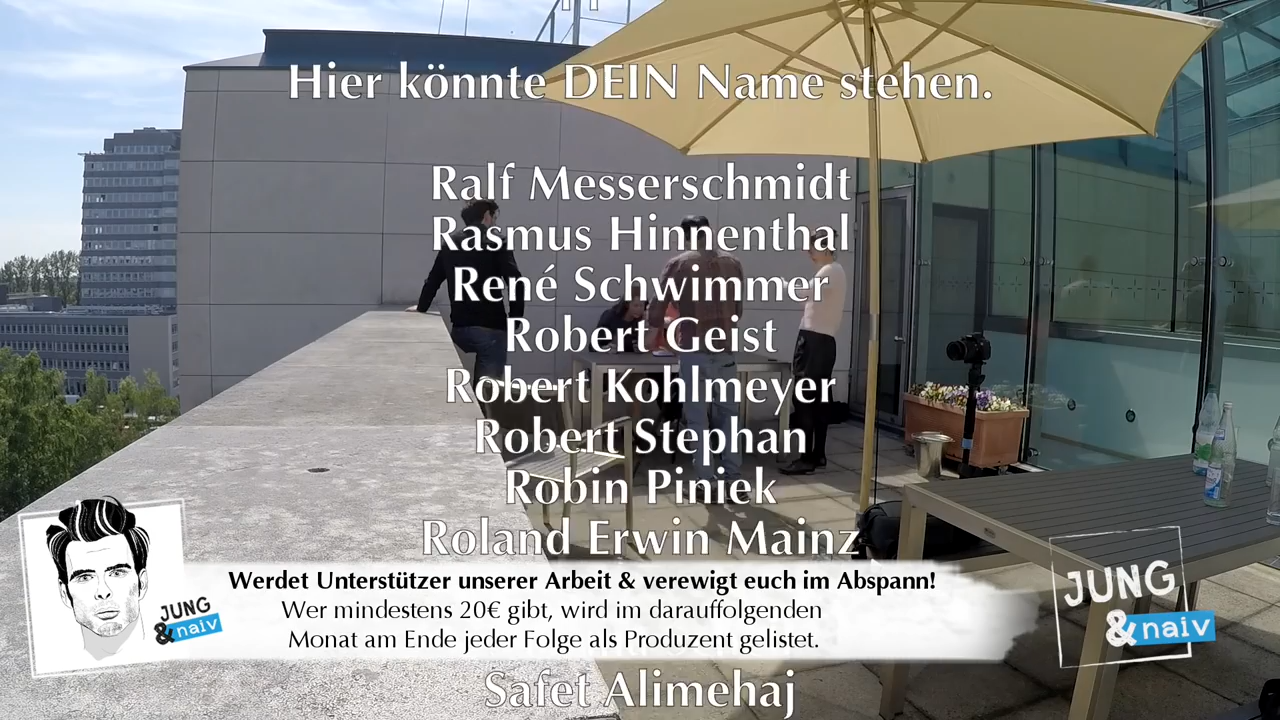 Hier könnte DEIN Name stehen.
Ralf Messerschmidt
Rasmus Hinnenthal
René Schwimmer
Robert Geist
Robert Kohlmeyer
Robert Stephan
Robin Piniek
Roland Erwin Mainz
Werdet Unterstützer unserer Arbeit & verewigt euch im Abspann!
Wer mindestens 20€ gibt, wird im darauffolgenden
Monat am Ende jeder Folge als Produzent gelistet.
JUNG
& naiv
JUNG
& naiv
Safet Alimehaj